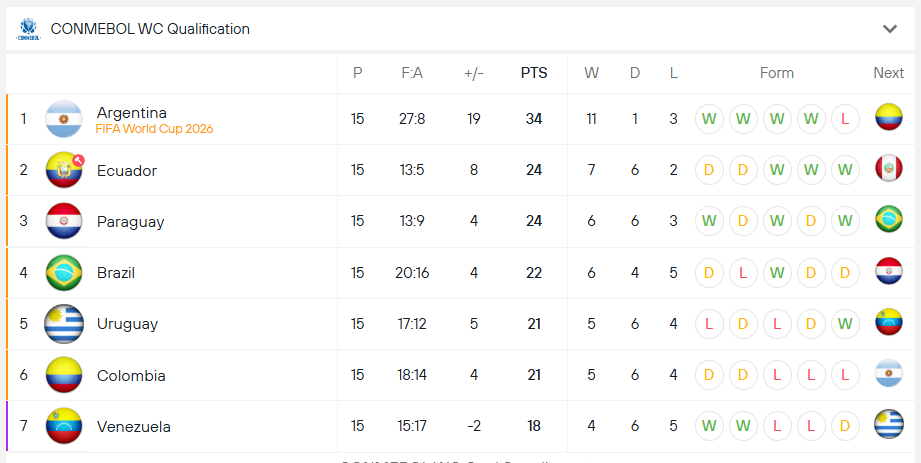 CONMEBOL WC Qualification
P F:A +/- PTS W D L Form Next
1 Argentina 15 27:8 19 34 11 1 3 W W W W L
FIFA World Cup 2026
2 Ecuador 15 13:5 8 24 7 6 2 D D W W W
3 Paraguay 15 13:9 4 24 6 6 3 W D W D W
4 Brazil 15 20:16 4 22 6 4 5 D L W D D
5 Uruguay 15 17:12 5 21 5 6 4 L D L D W
6 Colombia 15 18:14 4 21 5 6 4 D D L L L
7 Venezuela 15 15:17 -2 18 4 6 5 W W L L D